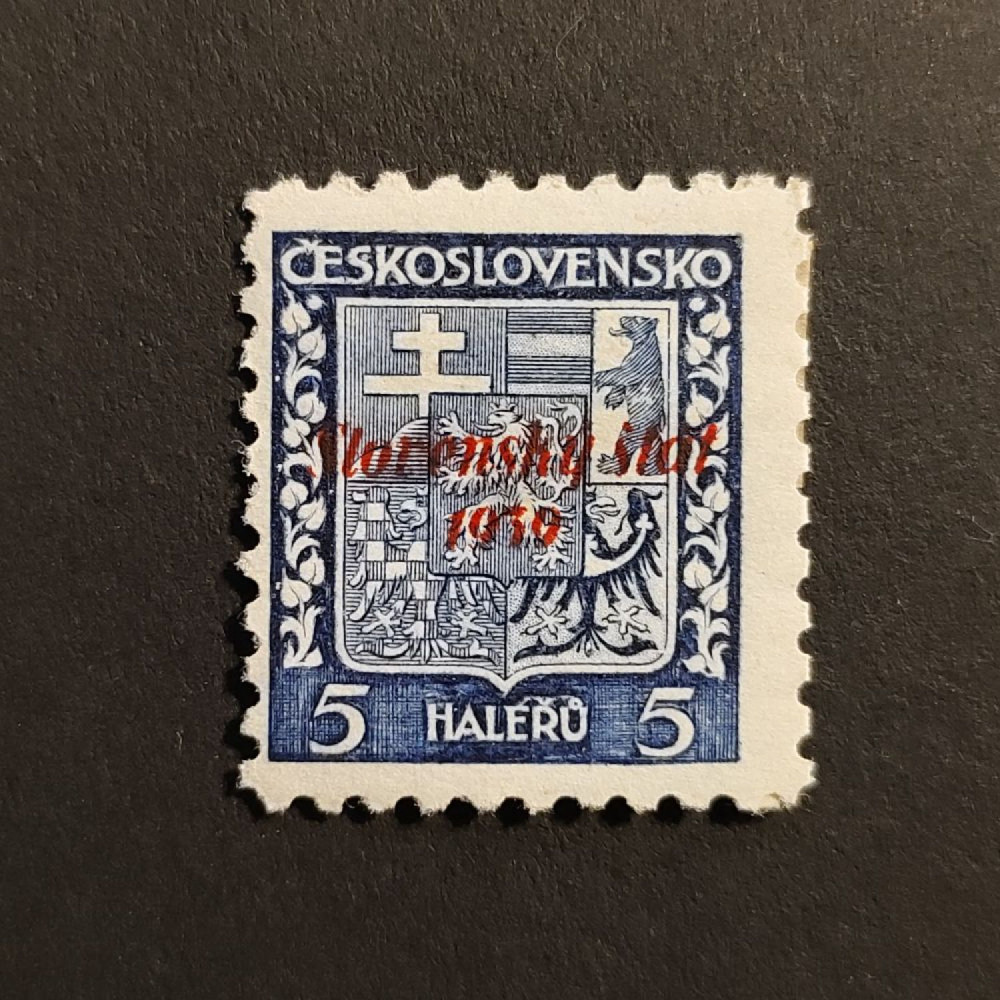 ČESKOSLOVENSKO
Slovenský štát
1939
5 HALÉŘŮ 5